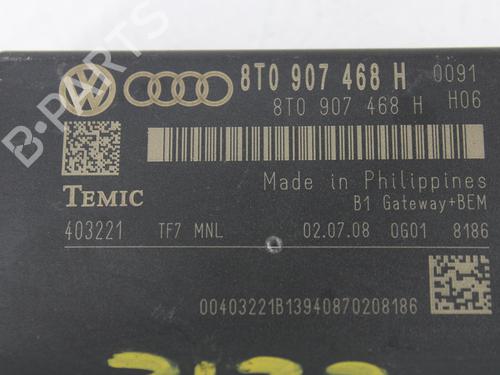 B-PARTS
8T0 907 468 H 0091
8T0 907 468 H H06
TEMIC
Made in Philippines
B1 Gateway+BEM
403221 TF7 MNL 02.07.08 0G01 8186
00403221B13940870208186